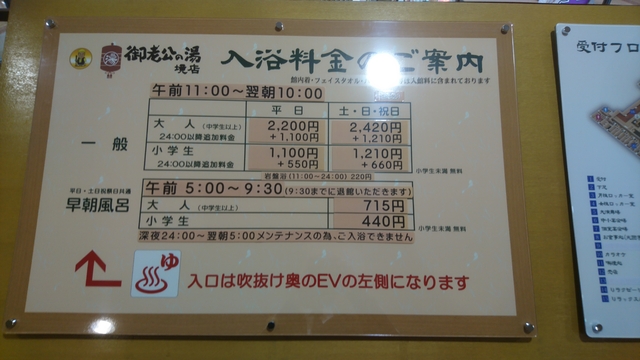 御老公の湯
境店
入浴料金のご案内
館内着・フェイスタオル・入館料に含まれております
午前11:00〜翌朝10:00
平日 土・日・祝日
一般
大人(中学生以上) 2,200円 2,420円
24:00以降追加料金 +1,100円 +1,210円
小学生 1,100円 1,210円
24:00以降追加料金 +550円 +660円
小学生未満 無料
岩盤浴(11:00〜24:00) 220円
平日・土日祝祭日共通
早朝風呂
午前5:00〜9:30(9:30までに退館いただきます)
大人(中学生以上) 715円
小学生 440円
小学生未満 無料
深夜24:00〜翌朝5:00メンテナンスの為、ご入浴できません
ゆ
入口は吹抜け奥のEVの左側になります
受付フロ